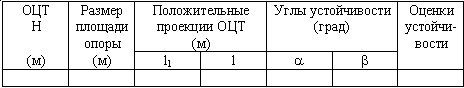 ОЦТ Размер Положительные Углы устойчивости Оценки
Н площади проекции ОЦТ (град) устойчи-
опоры (м) вости
(м) (м) l1 l α β